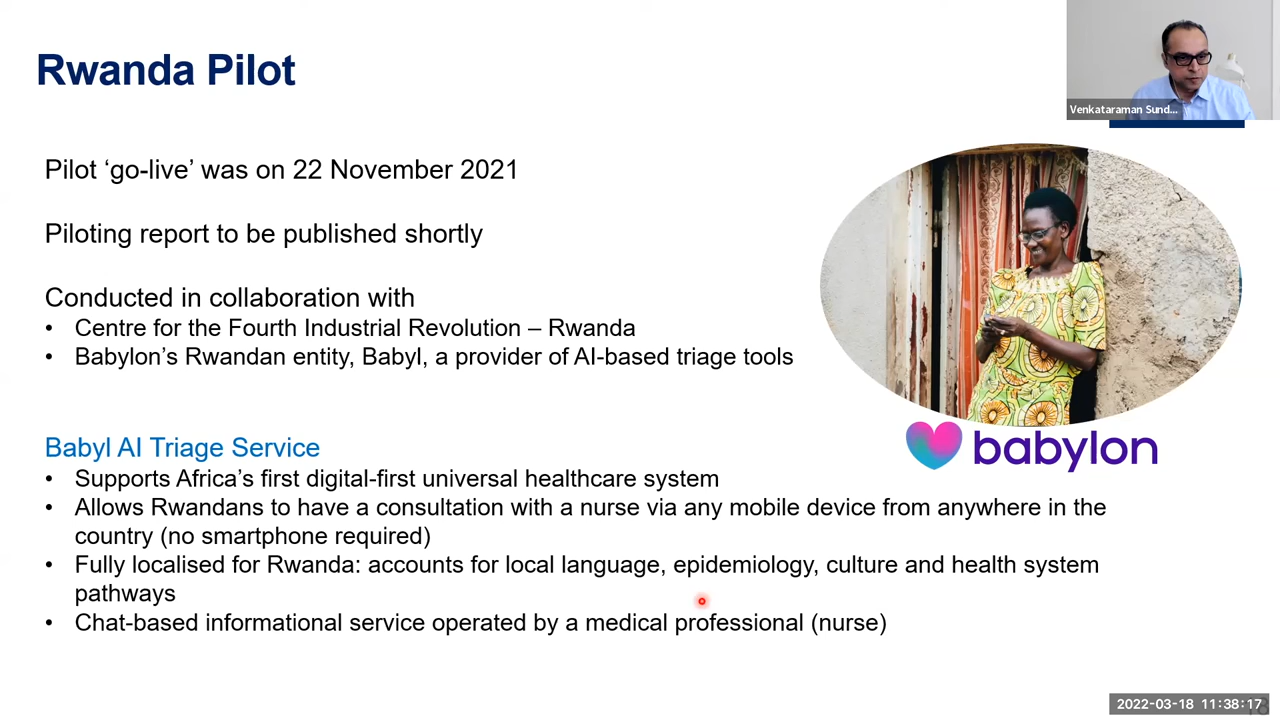 Rwanda Pilot
Venkataraman Sund...
Pilot ‘go-live’ was on 22 November 2021
Piloting report to be published shortly
Conducted in collaboration with
• Centre for the Fourth Industrial Revolution – Rwanda
• Babylon’s Rwandan entity, Babyl, a provider of AI-based triage tools
babylon
Babyl AI Triage Service
• Supports Africa’s first digital-first universal healthcare system
• Allows Rwandans to have a consultation with a nurse via any mobile device from anywhere in the
country (no smartphone required)
• Fully localised for Rwanda: accounts for local language, epidemiology, culture and health system
pathways
• Chat-based informational service operated by a medical professional (nurse)
2022-03-18 11:38:17